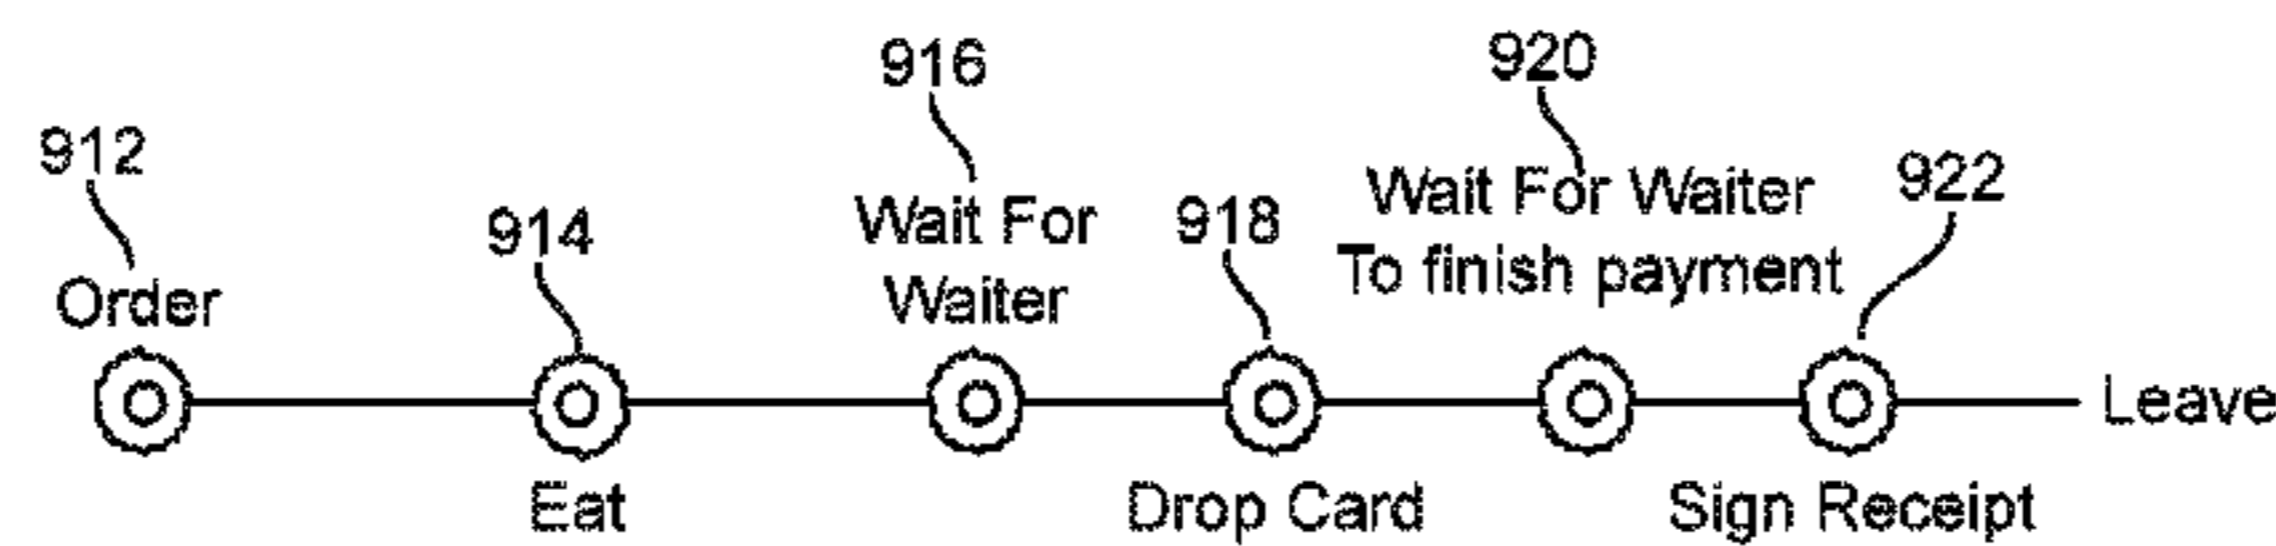 912
Order
914
Eat
916
Wait For
Waiter
918
Drop Card
920
Wait For Waiter
To finish payment
922
Sign Receipt
Leave